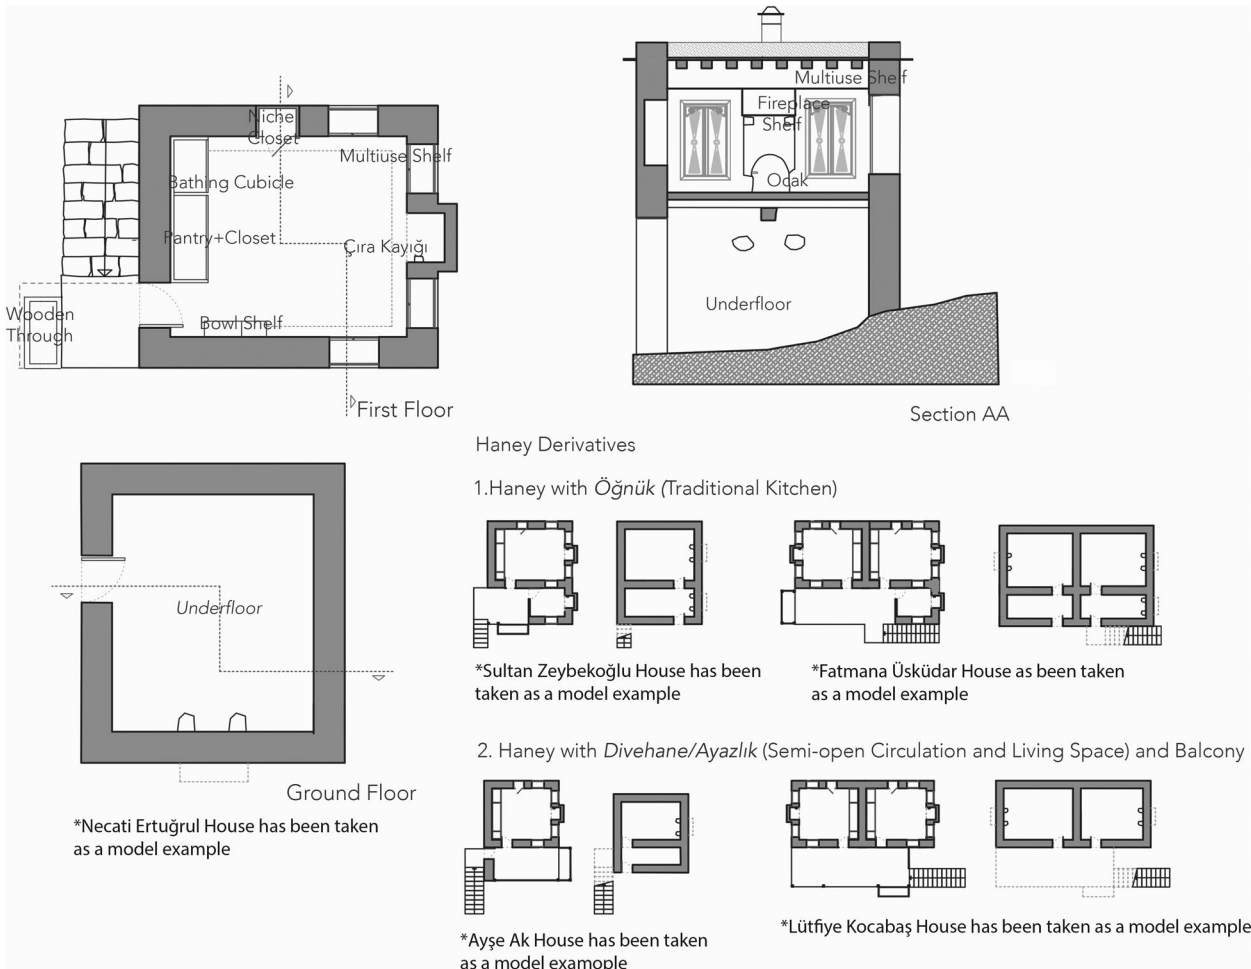 Niche
Closet
Multiuse Shelf
Bathing Cubicle
Pantry+Closet
Çıra Kayığı
Wooden
Through
Bowl Shelf
First Floor
Multiuse Shelf
Fireplace
Shelf
Ocak
Underfloor
Section AA
Underfloor
Ground Floor
*Necati Ertuğrul House has been taken
as a model example
Haney Derivatives
1.Haney with Öğnük (Traditional Kitchen)
*Sultan Zeybekoğlu House has been
taken as a model example
*Fatmana Üsküdar House as been taken
as a model example
2. Haney with Divehane/Ayazlık (Semi-open Circulation and Living Space) and Balcony
*Ayşe Ak House has been taken
as a model examople
*Lütfiye Kocabaş House has been taken as a model example